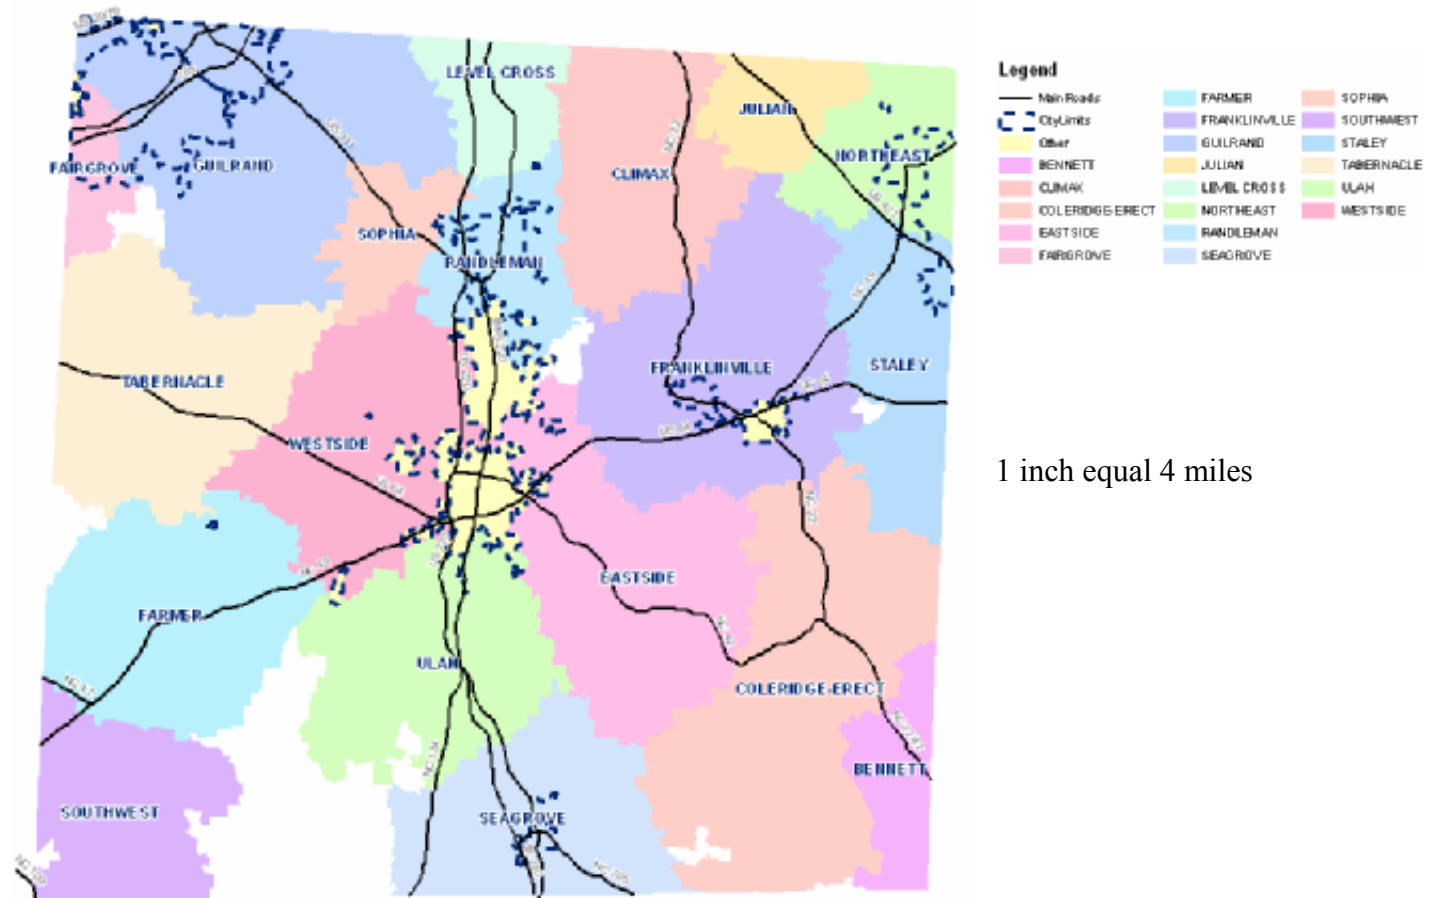 LEVEL CROSS
JULIAN
NORTHEAST
FAIRGROVE
GUILRAND
CLIMAX
SOPHIA
RANDLEMAN
FRANKLINVILLE
STALEY
TABERNACLE
WESTSIDE
EASTSIDE
FARMER
ULAH
COLERIDGE-ERECT
BENNETT
SOUTHWEST
SEAGROVE
Legend
Main Roads
CityLimits
Other
BENNETT
CLIMAX
COLERIDGE-ERECT
EASTSIDE
FAIRGROVE
FARMER
FRANKLINVILLE
GUILRAND
JULIAN
LEVEL CROSS
NORTHEAST
RANDLEMAN
SEAGROVE
SOPHIA
SOUTHWEST
STALEY
TABERNACLE
ULAH
WESTSIDE
1 inch equal 4 miles